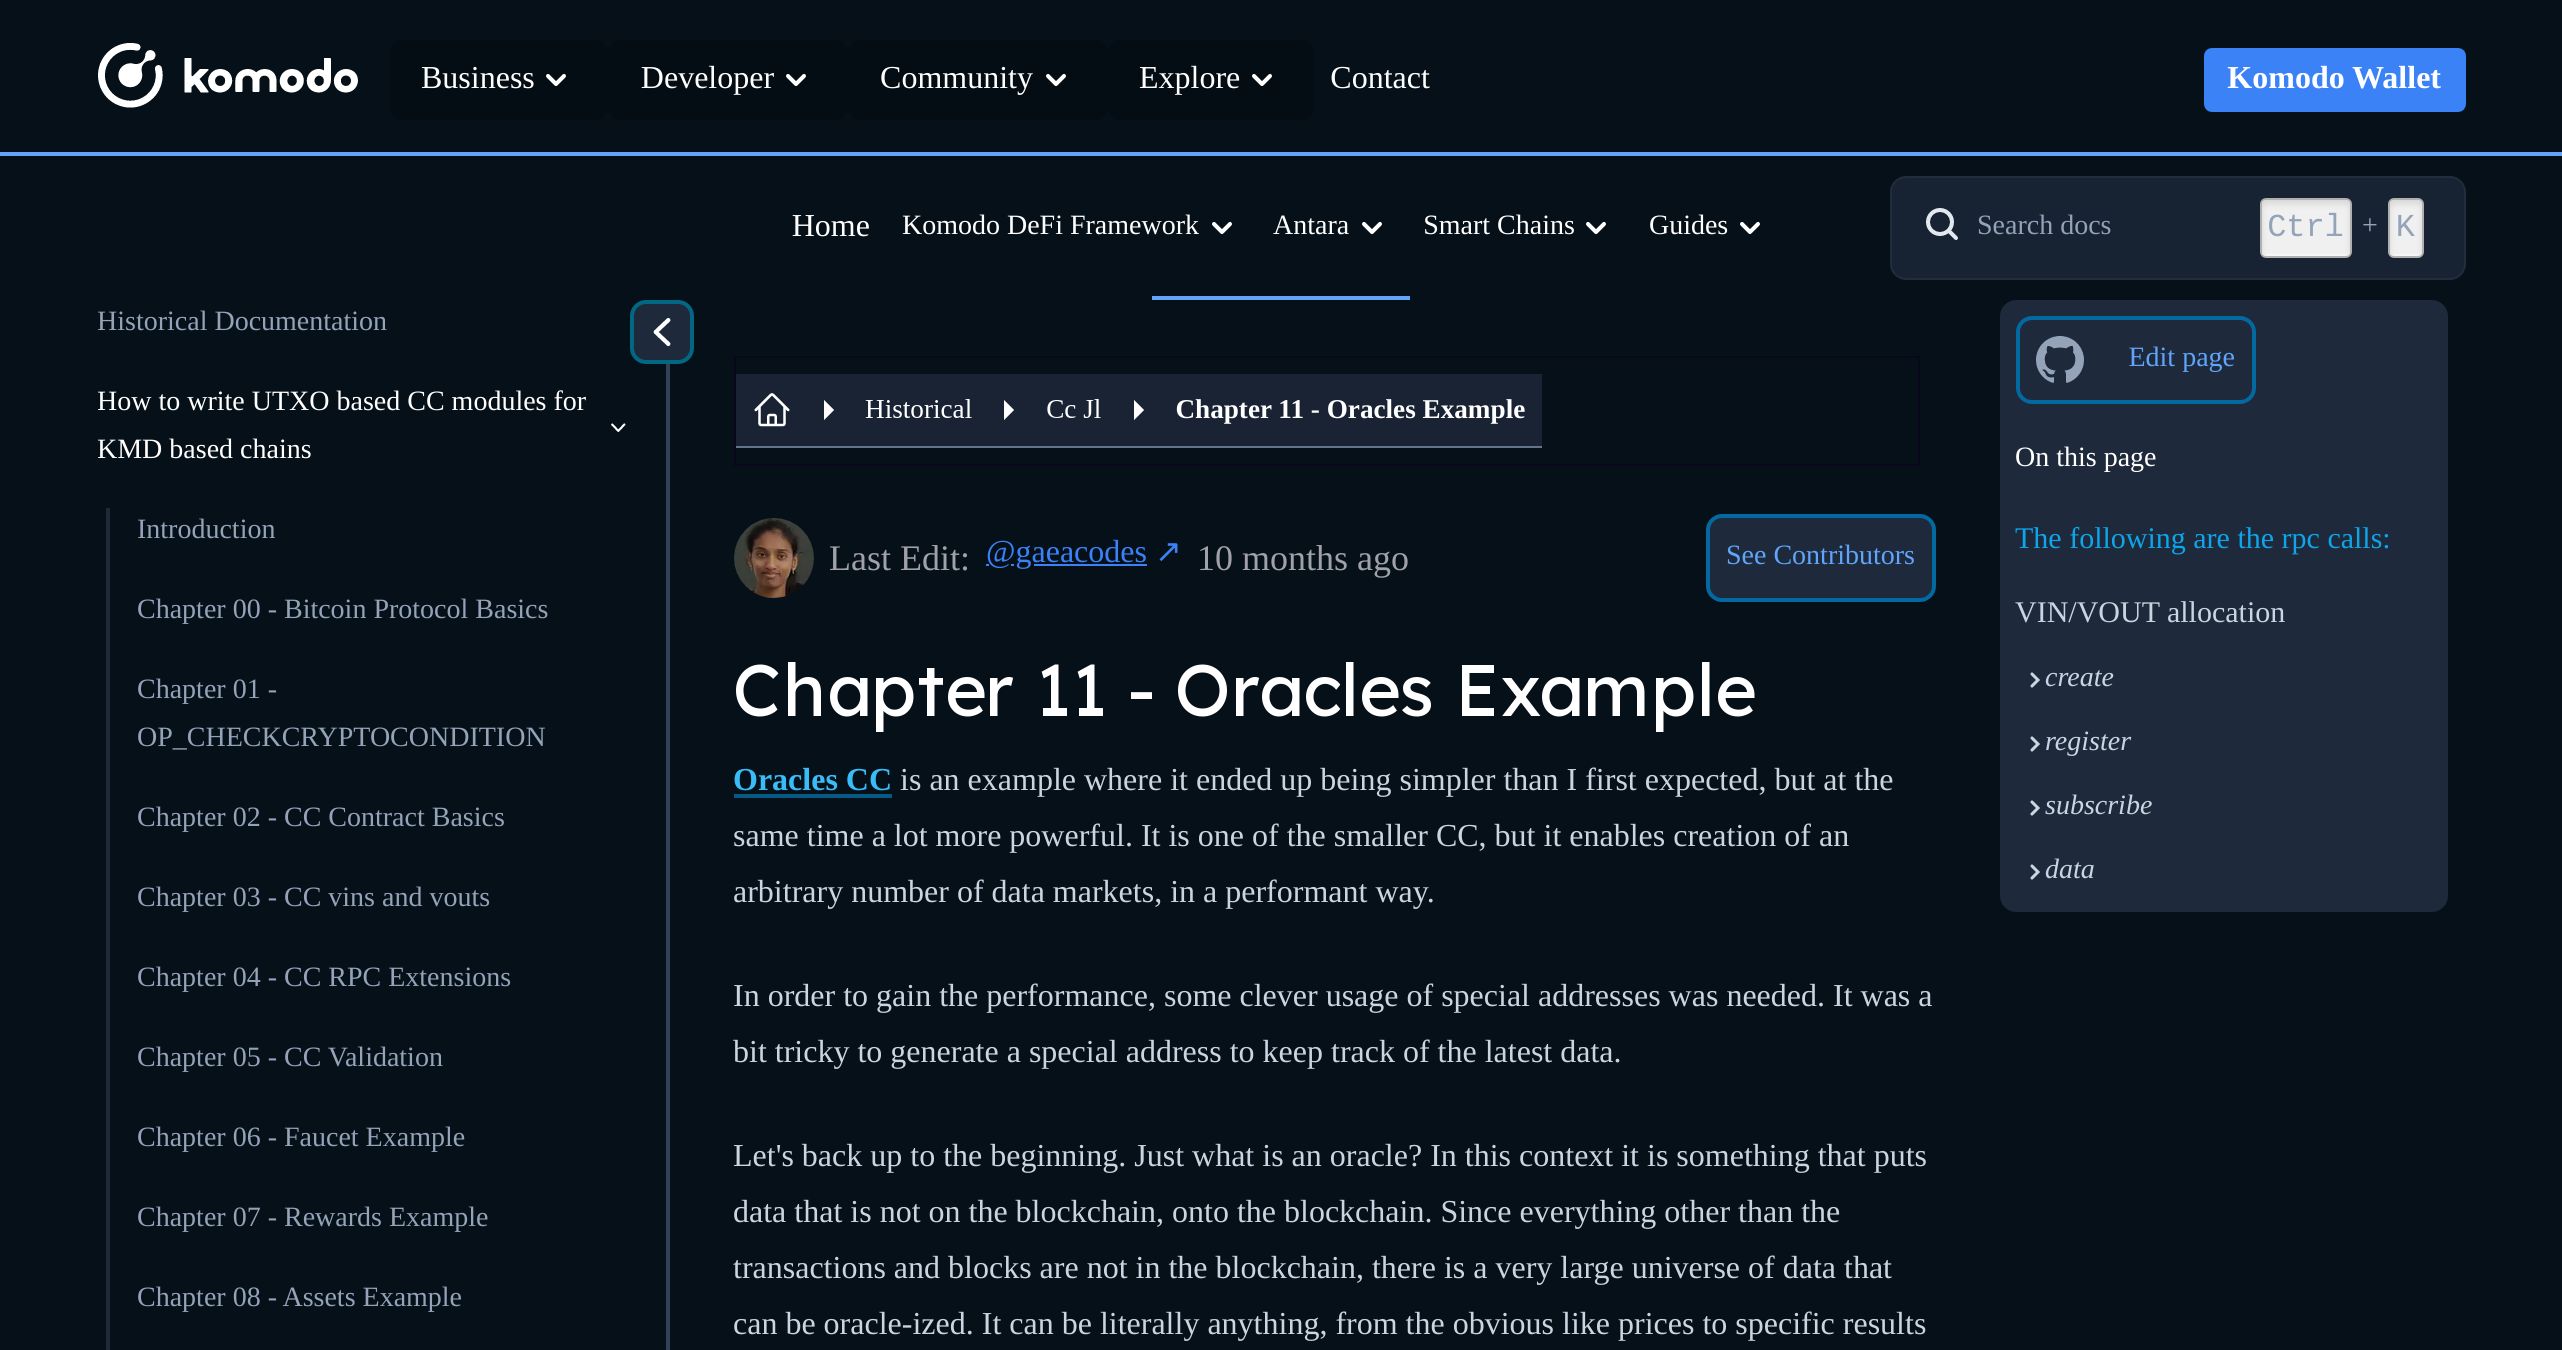 komodo
Business
Developer
Community
Explore
Contact
Komodo Wallet
Home
Komodo DeFi Framework
Antara
Smart Chains
Guides
Search docs
Ctrl + K
Historical Documentation
How to write UTXO based CC modules for
KMD based chains
Introduction
Chapter 00 - Bitcoin Protocol Basics
Chapter 01 -
OP_CHECKCRYPTOCONDITION
Chapter 02 - CC Contract Basics
Chapter 03 - CC vins and vouts
Chapter 04 - CC RPC Extensions
Chapter 05 - CC Validation
Chapter 06 - Faucet Example
Chapter 07 - Rewards Example
Chapter 08 - Assets Example
Historical
Cc Jl
Chapter 11 - Oracles Example
Last Edit: @gaeacodes ↗ 10 months ago
See Contributors
Chapter 11 - Oracles Example
Oracles CC is an example where it ended up being simpler than I first expected, but at the
same time a lot more powerful. It is one of the smaller CC, but it enables creation of an
arbitrary number of data markets, in a performant way.
In order to gain the performance, some clever usage of special addresses was needed. It was a
bit tricky to generate a special address to keep track of the latest data.
Let's back up to the beginning. Just what is an oracle? In this context it is something that puts
data that is not on the blockchain, onto the blockchain. Since everything other than the
transactions and blocks are not in the blockchain, there is a very large universe of data that
can be oracle-ized. It can be literally anything, from the obvious like prices to specific results
Edit page
On this page
The following are the rpc calls:
VIN/VOUT allocation
create
register
subscribe
data